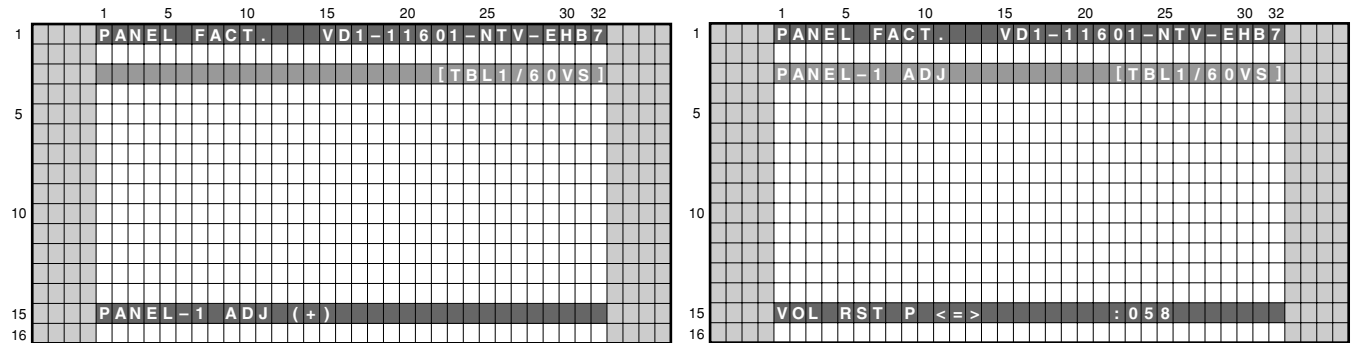 1 5 10 15 20 25 30 32
1 PANEL FACT. VD1-11601-NTV-EHB7
[TBL1/60VS]
5
10
15 PANEL-1 ADJ (+)
16
1 5 10 15 20 25 30 32
1 PANEL FACT. VD1-11601-NTV-EHB7
PANEL-1 ADJ [TBL1/60VS]
5
10
15 VOL RST P <=> :058
16